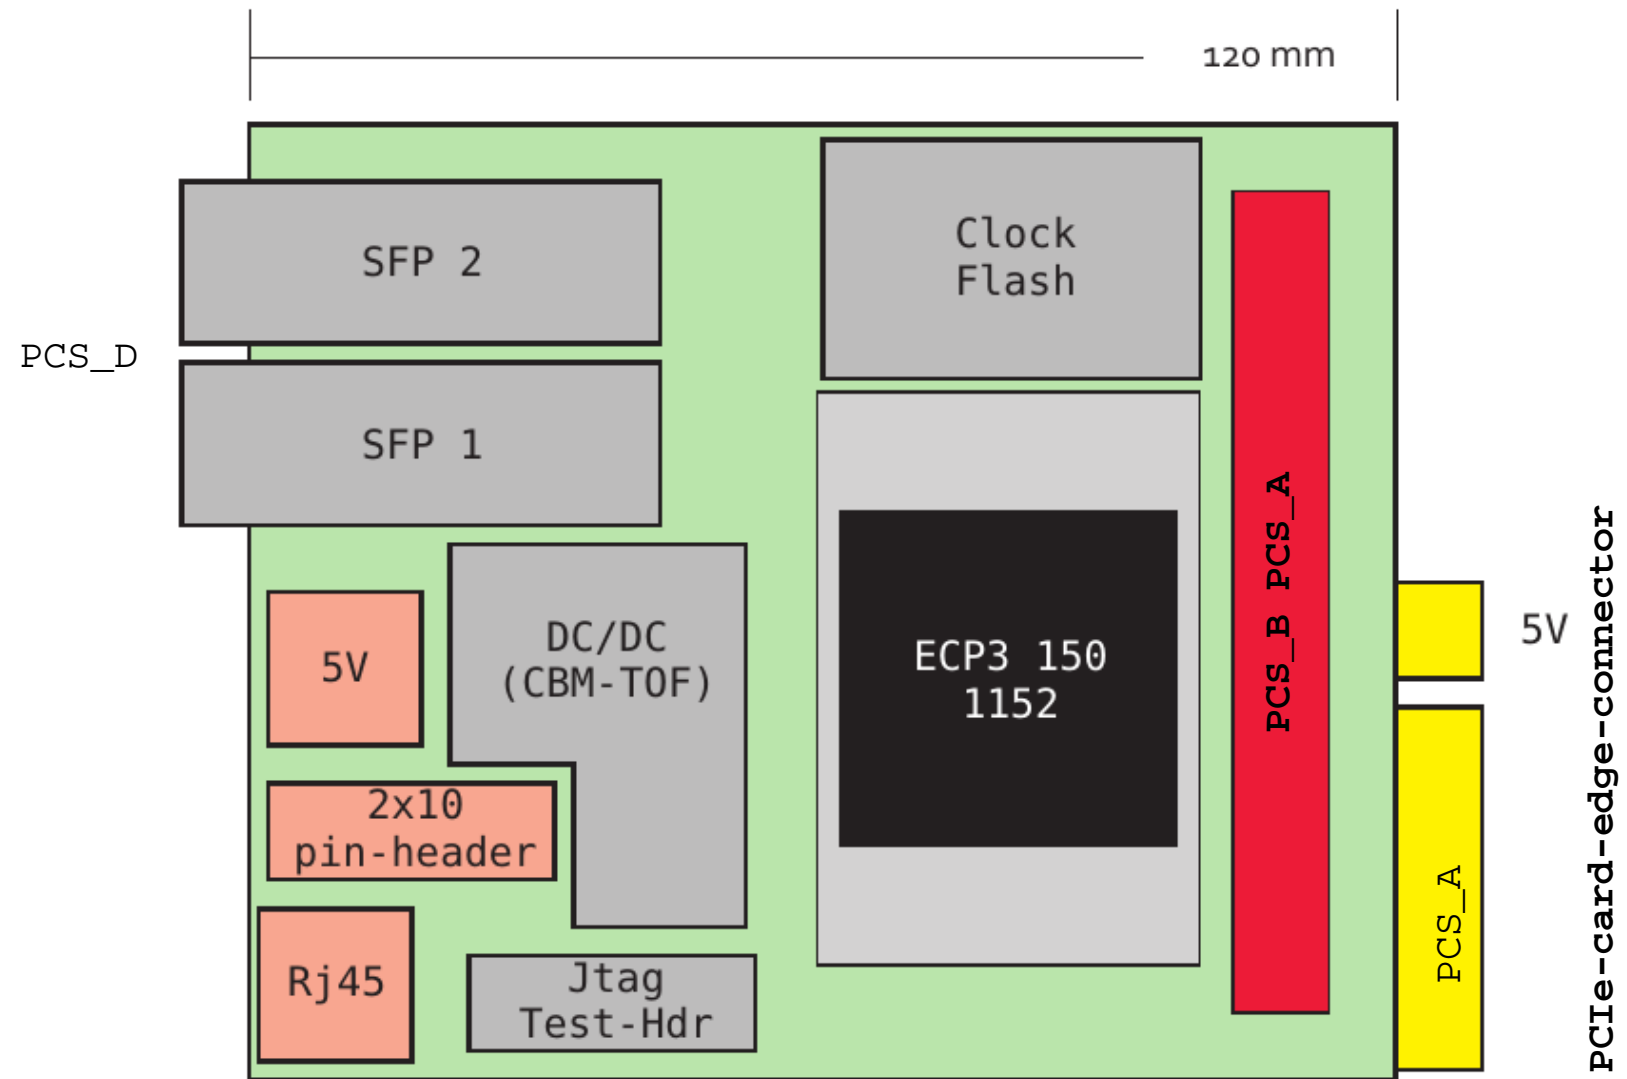 120 mm
SFP 2
Clock
Flash
PCS_D
SFP 1
PCS_B PCS_A
5V
DC/DC
(CBM-TOF)
ECP3 150
1152
5V
2x10
pin-header
PCS_A
PCIe-card-edge-connector
Rj45
Jtag
Test-Hdr